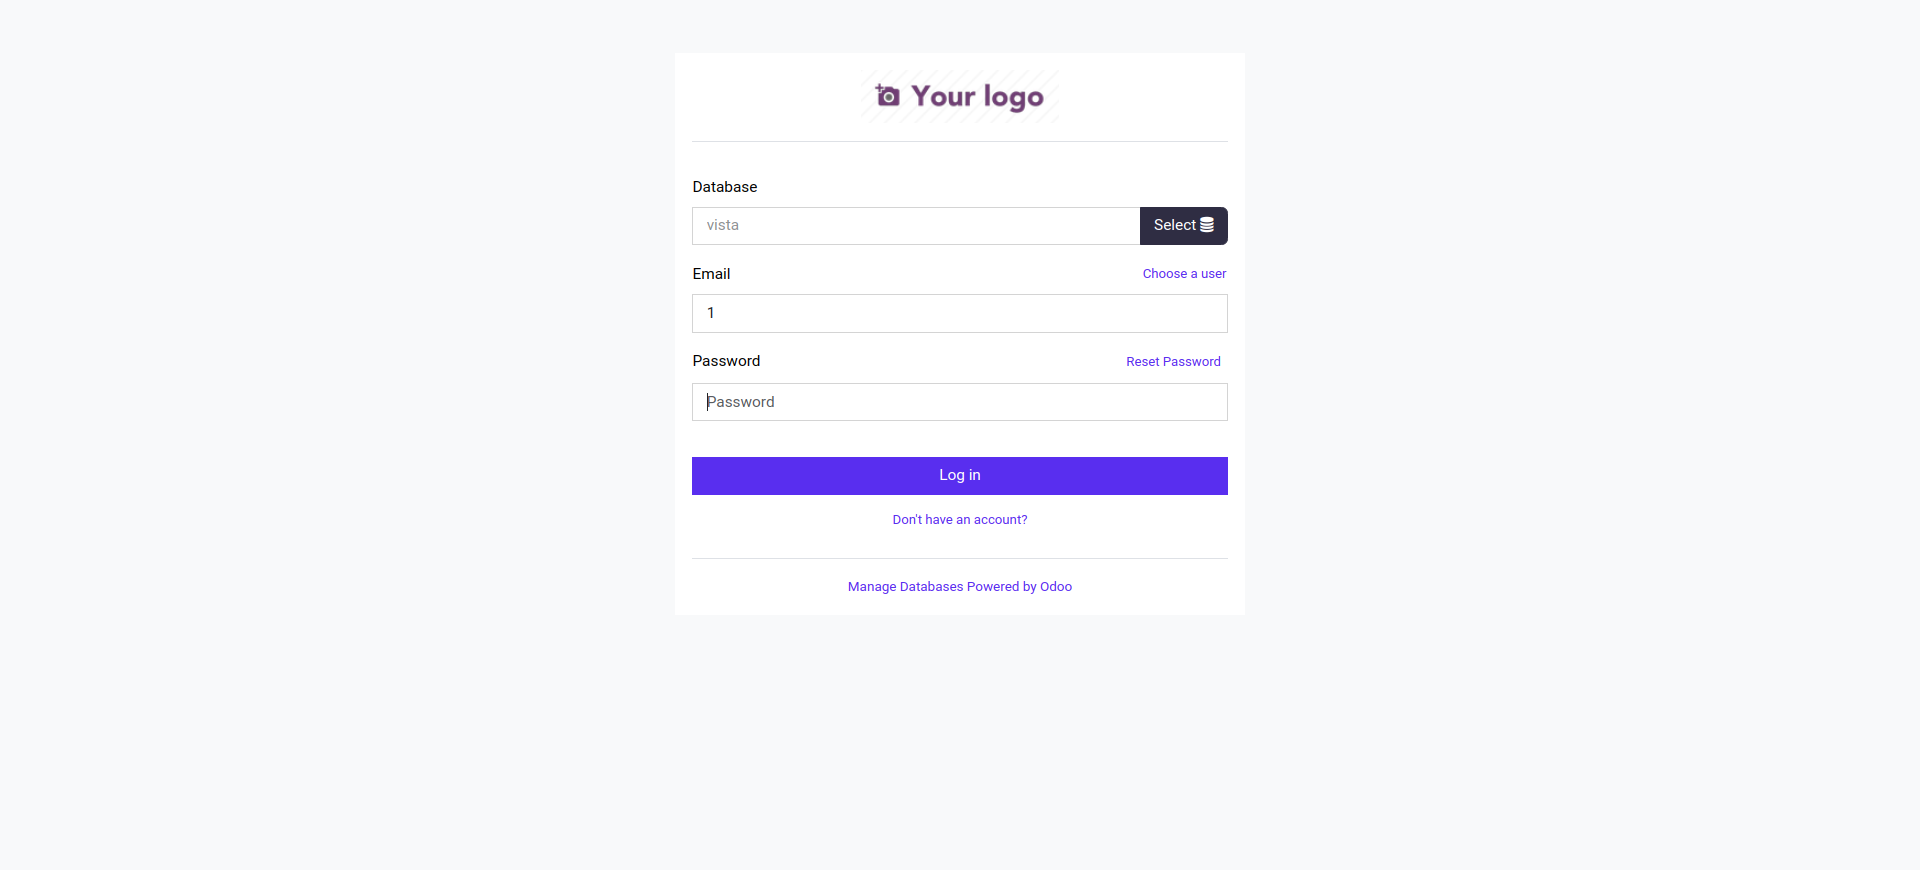 Your logo
Database
vista
Select
Email
Choose a user
1
Password
Reset Password
Password
Log in
Don't have an account?
Manage Databases Powered by Odoo